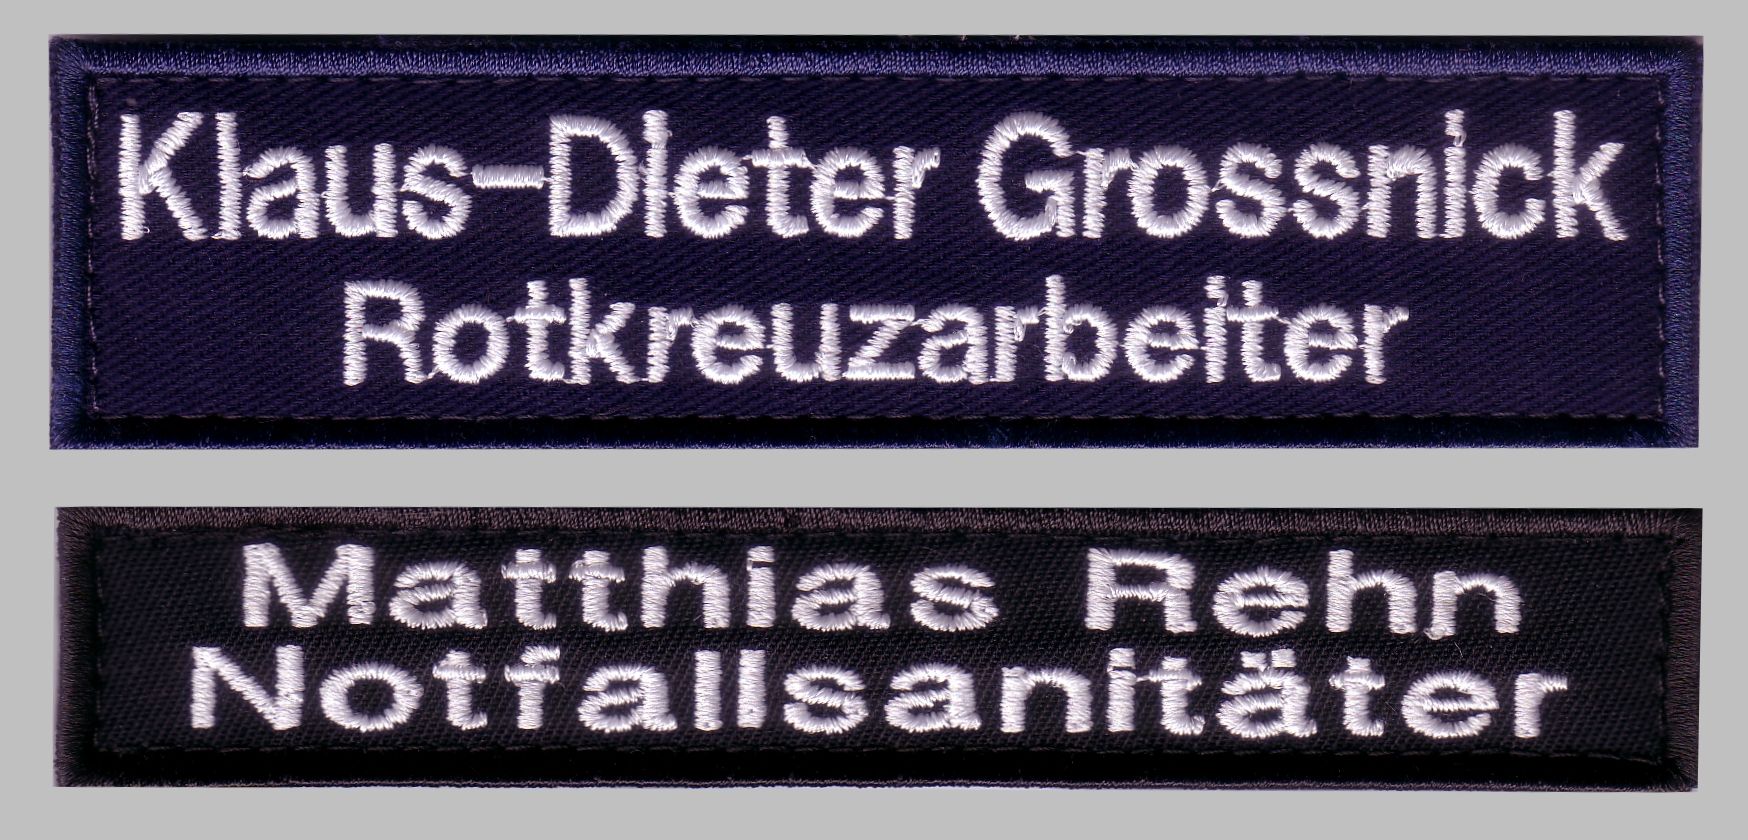 Klaus-Dieter Grossnick
Rotkreuzarbeiter
Matthias Rehn
Notfallsanitäter